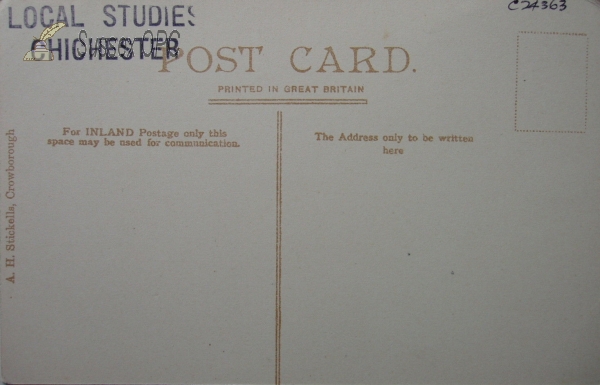 LOCAL STUDIES
C24363
CHICHESTER
POST CARD.
PRINTED IN GREAT BRITAIN
For INLAND Postage only this
space may be used for communication.
The Address only to be written
here
A. H. Stickells, Crowborough